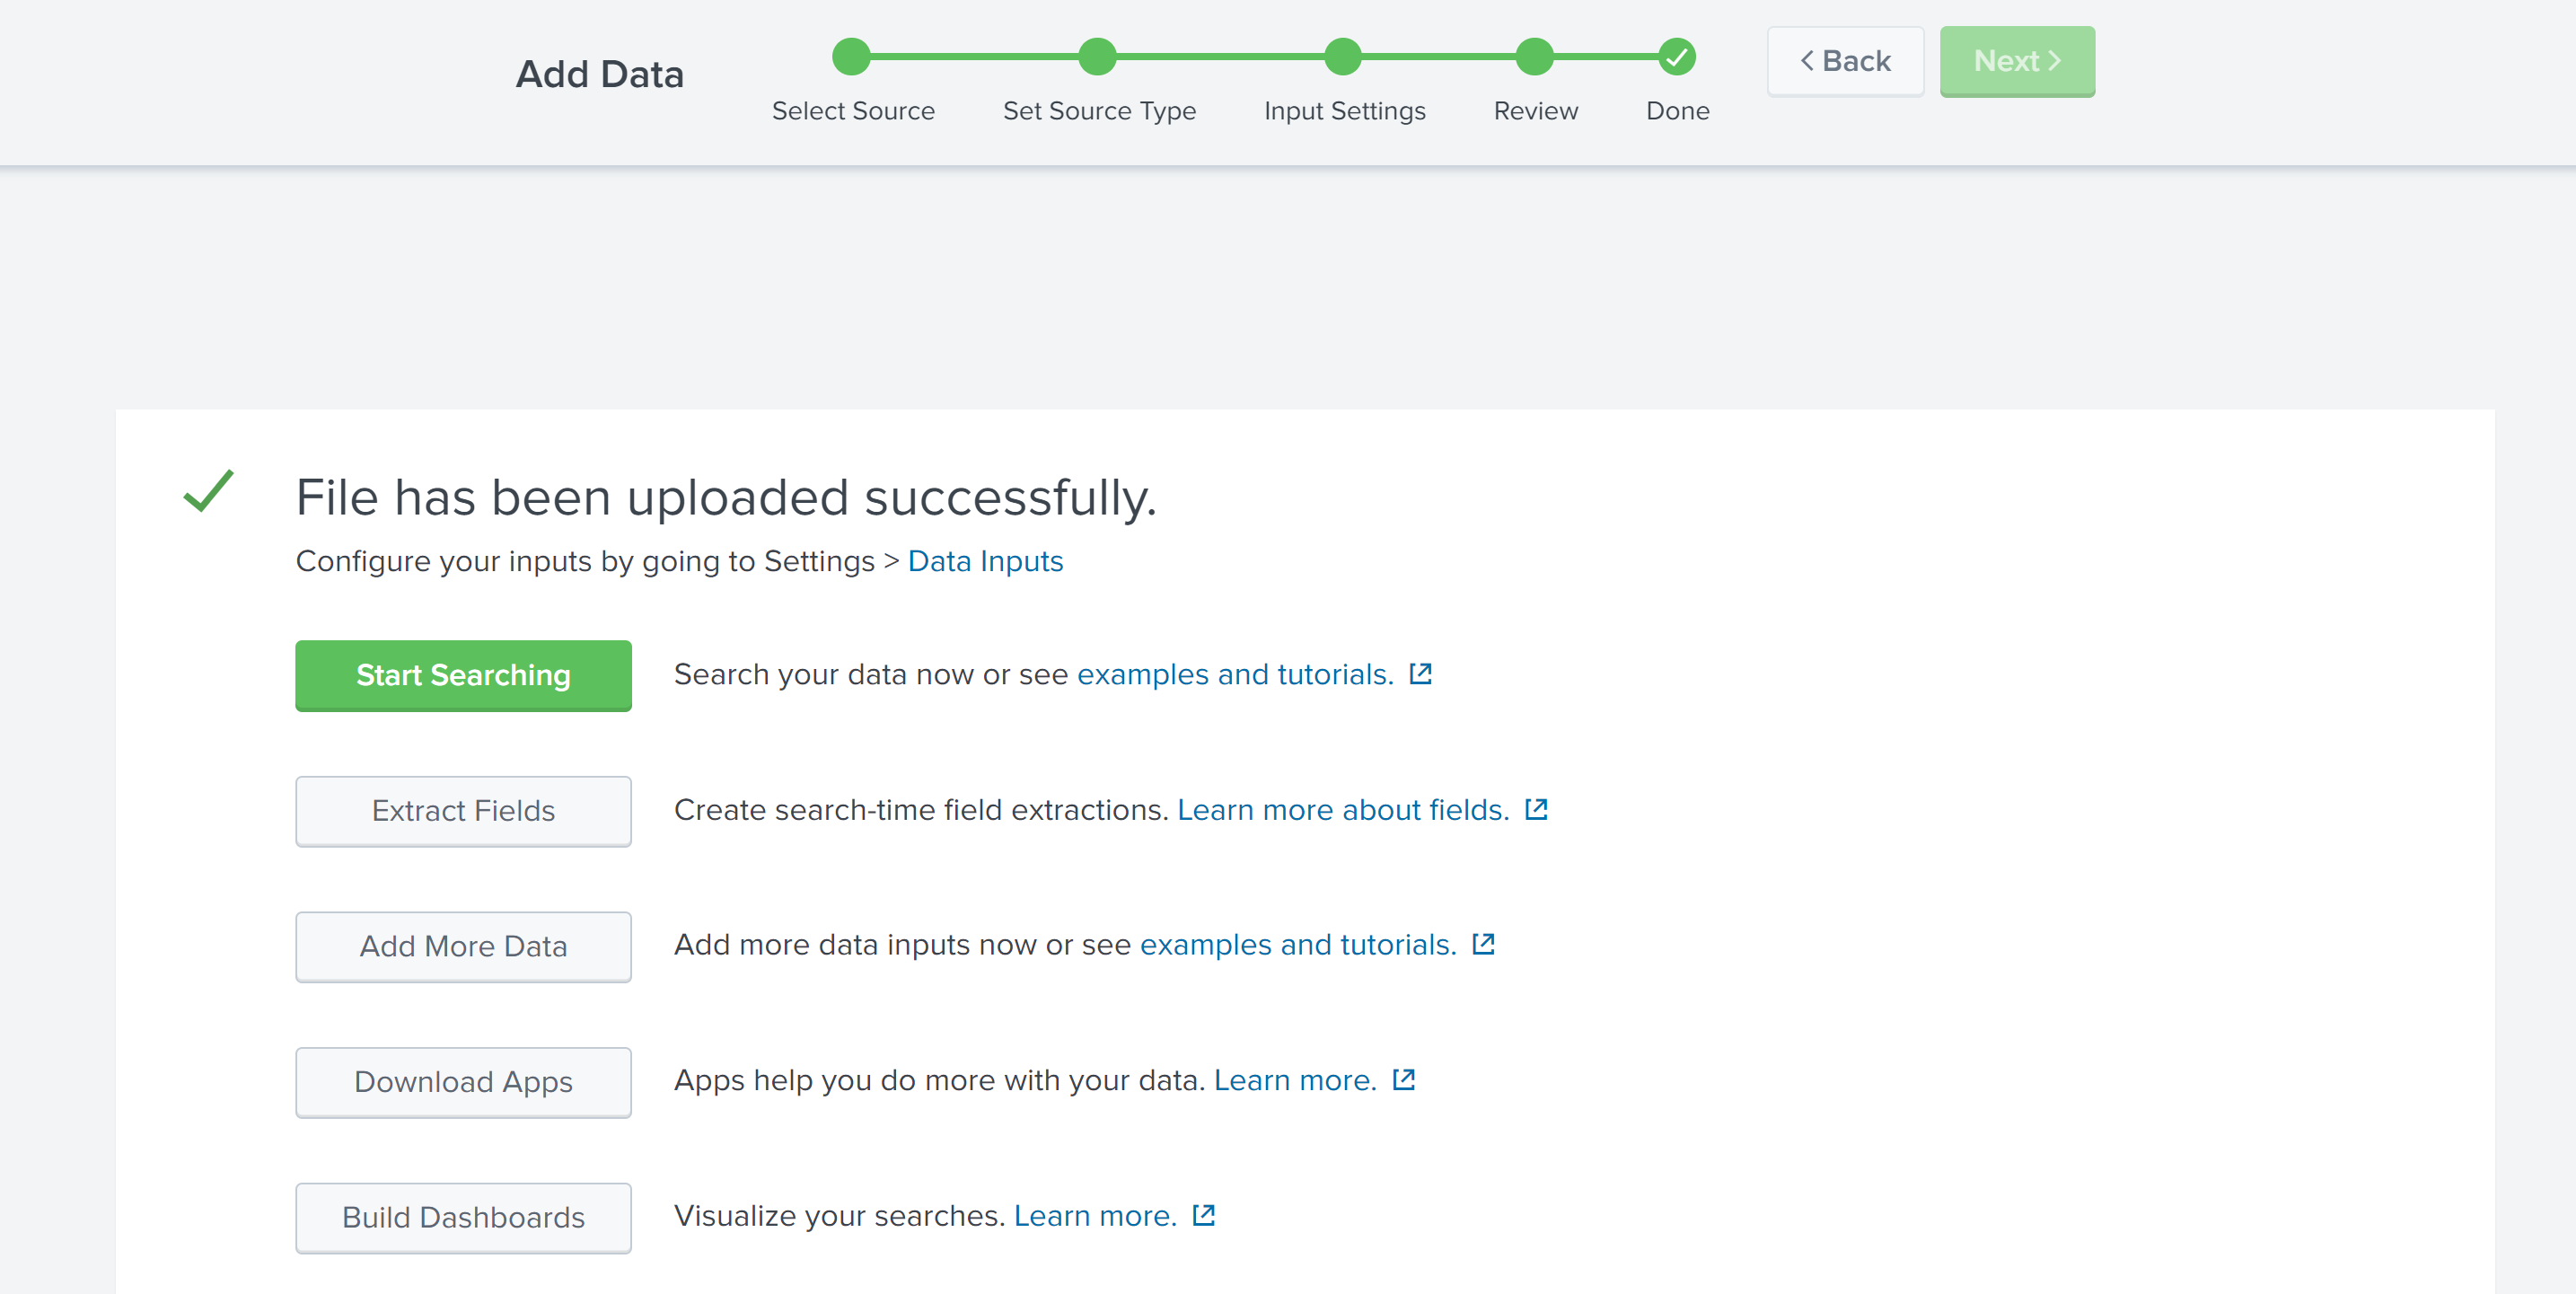 Add Data
Select Source
Set Source Type
Input Settings
Review
Done
< Back
Next >
File has been uploaded successfully.
Configure your inputs by going to Settings > Data Inputs
Start Searching
Search your data now or see examples and tutorials.
Extract Fields
Create search-time field extractions. Learn more about fields.
Add More Data
Add more data inputs now or see examples and tutorials.
Download Apps
Apps help you do more with your data. Learn more.
Build Dashboards
Visualize your searches. Learn more.